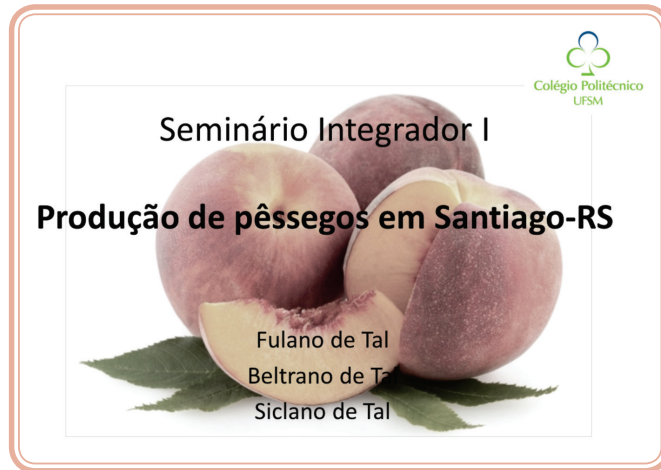 Colégio Politécnico
UFSM
Seminário Integrador I
Produção de pêssegos em Santiago-RS
Fulano de Tal
Beltrano de Tal
Siclano de Tal